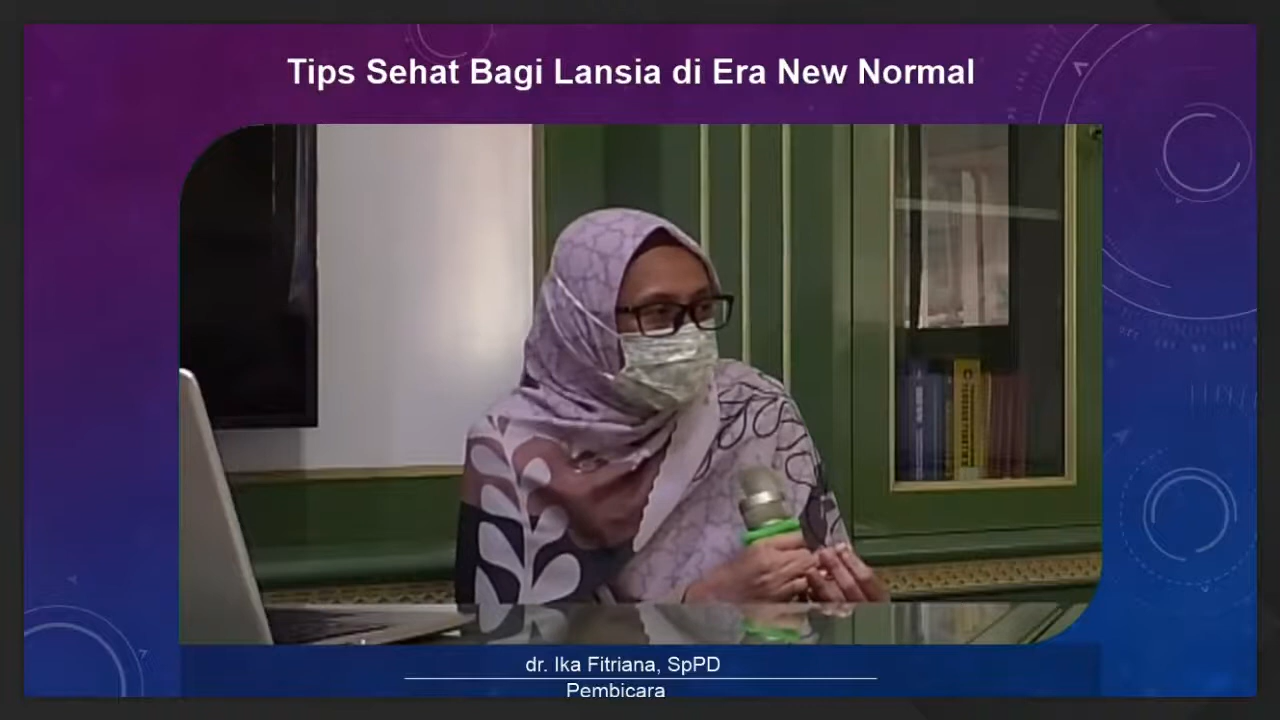 Tips Sehat Bagi Lansia di Era New Normal
dr. Ika Fitriana, SpPD
Pembicara